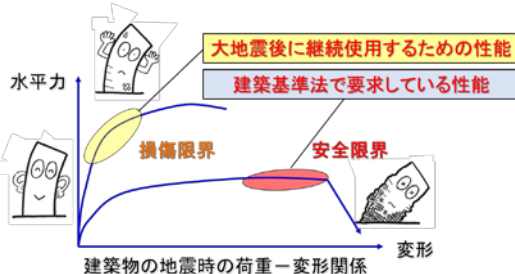 大地震後に継続使用するための性能
水平力
建築基準法で要求している性能
損傷限界
安全限界
変形
建築物の地震時の荷重ー変形関係